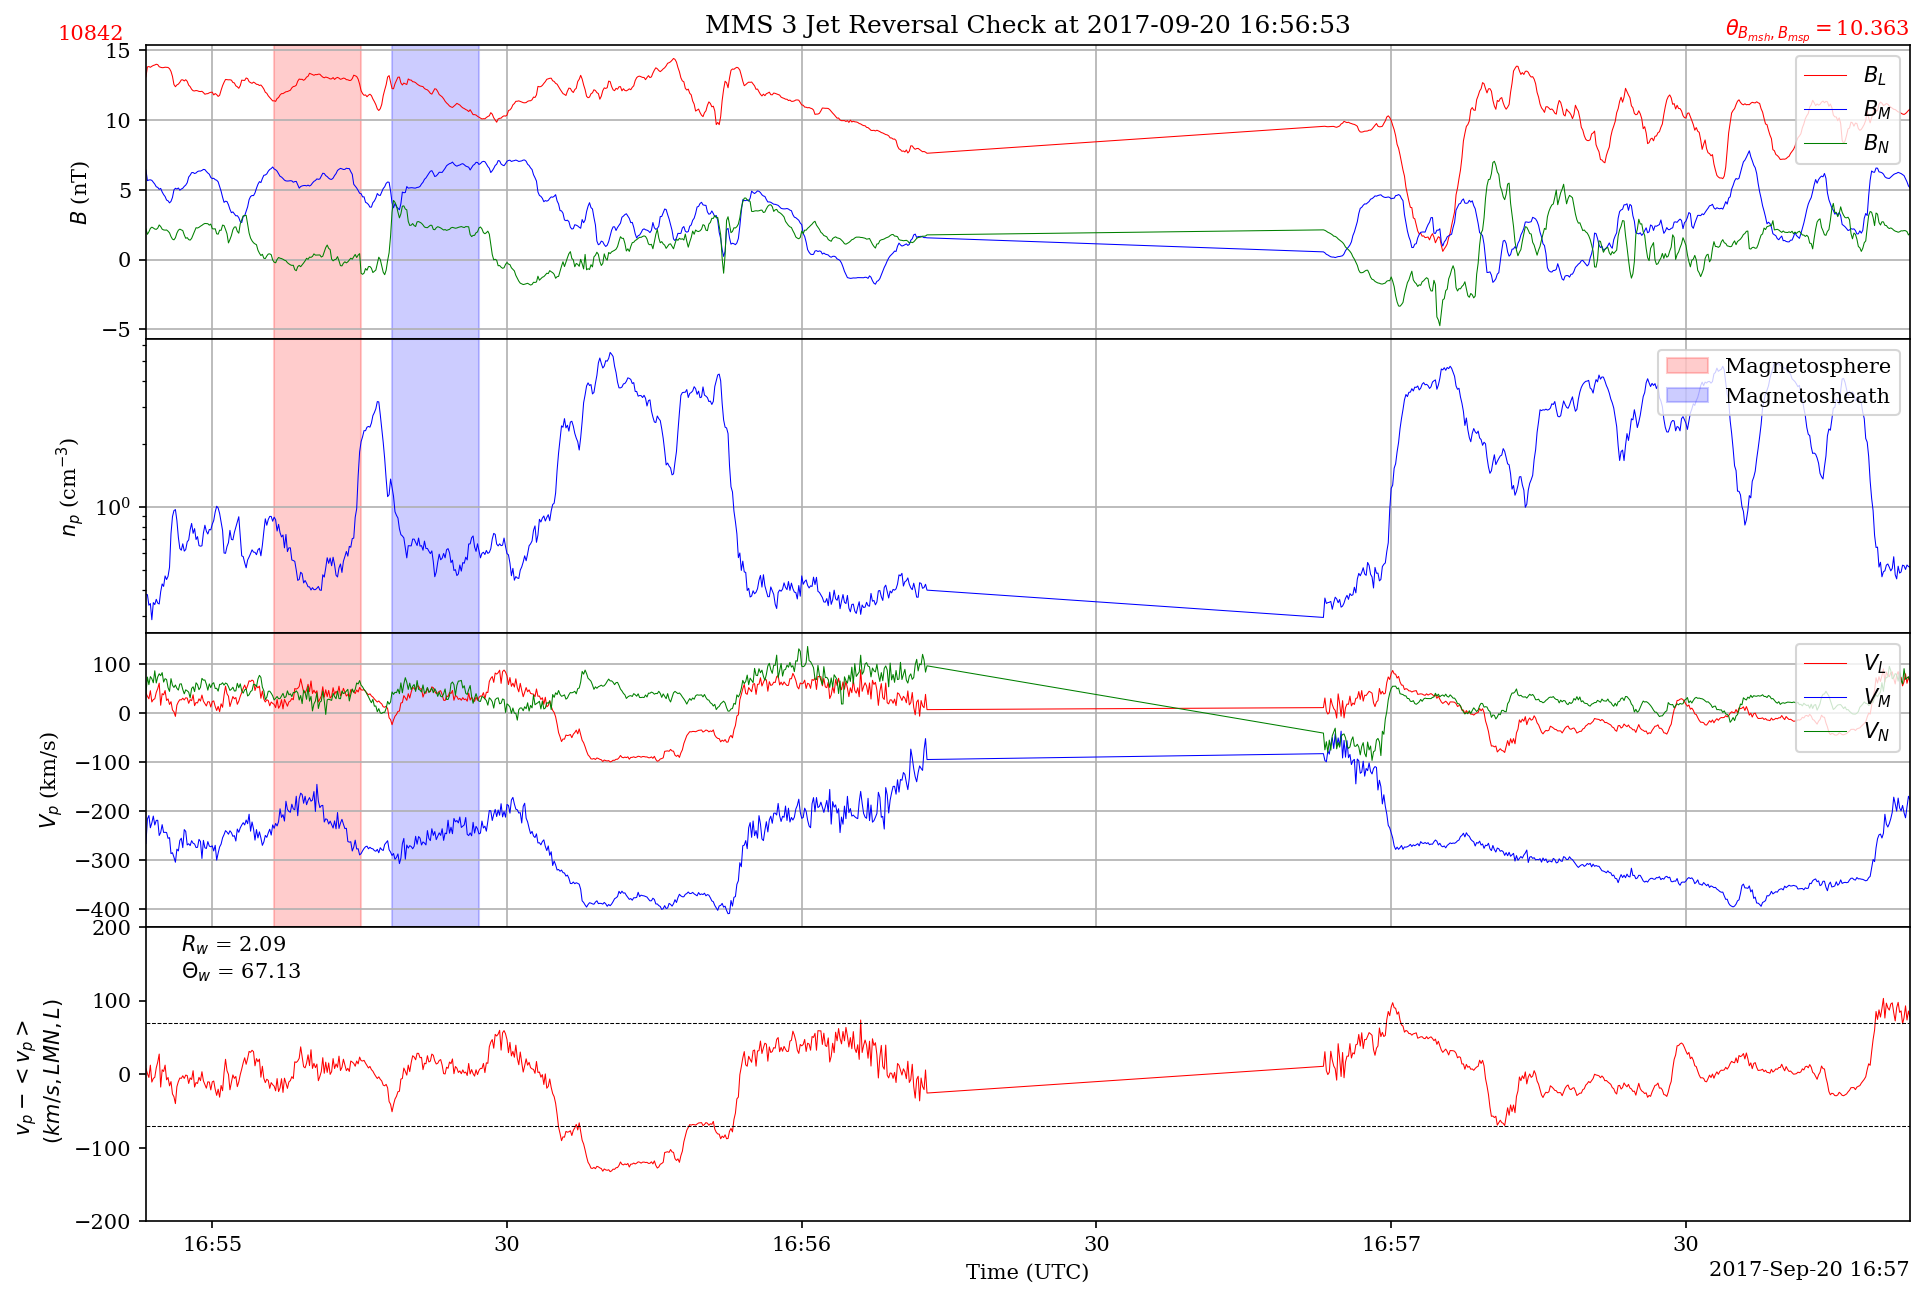 10842
MMS 3 Jet Reversal Check at 2017-09-20 16:56:53
θ_{B_{msh}, B_{msp}} = 10.363
15
10
5
0
−5
B (nT)
B_L
B_M
B_N
10^0
n_p (cm^{−3})
Magnetosphere
Magnetosheath
100
0
−100
−200
−300
−400
V_p (km/s)
V_L
V_M
V_N
200
100
0
−100
−200
v_p − < v_p >
(km/s, LMN, L)
R_w = 2.09
Θ_w = 67.13
16:55
30
16:56
30
16:57
30
Time (UTC)
2017-Sep-20 16:57